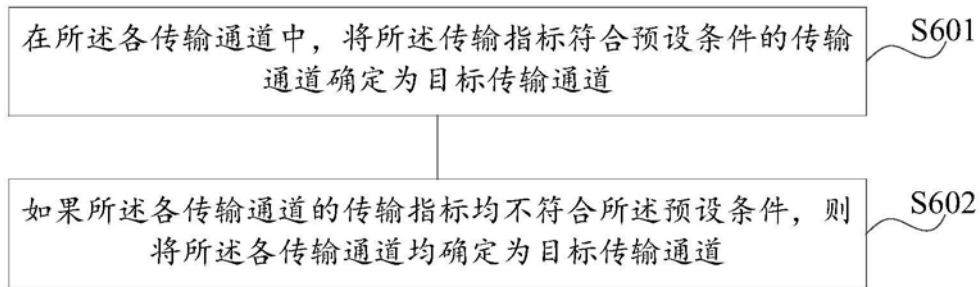 在所述各传输通道中，将所述传输指标符合预设条件的传输
通道确定为目标传输通道
S601
如果所述各传输通道的传输指标均不符合所述预设条件，则
将所述各传输通道均确定为目标传输通道
S602